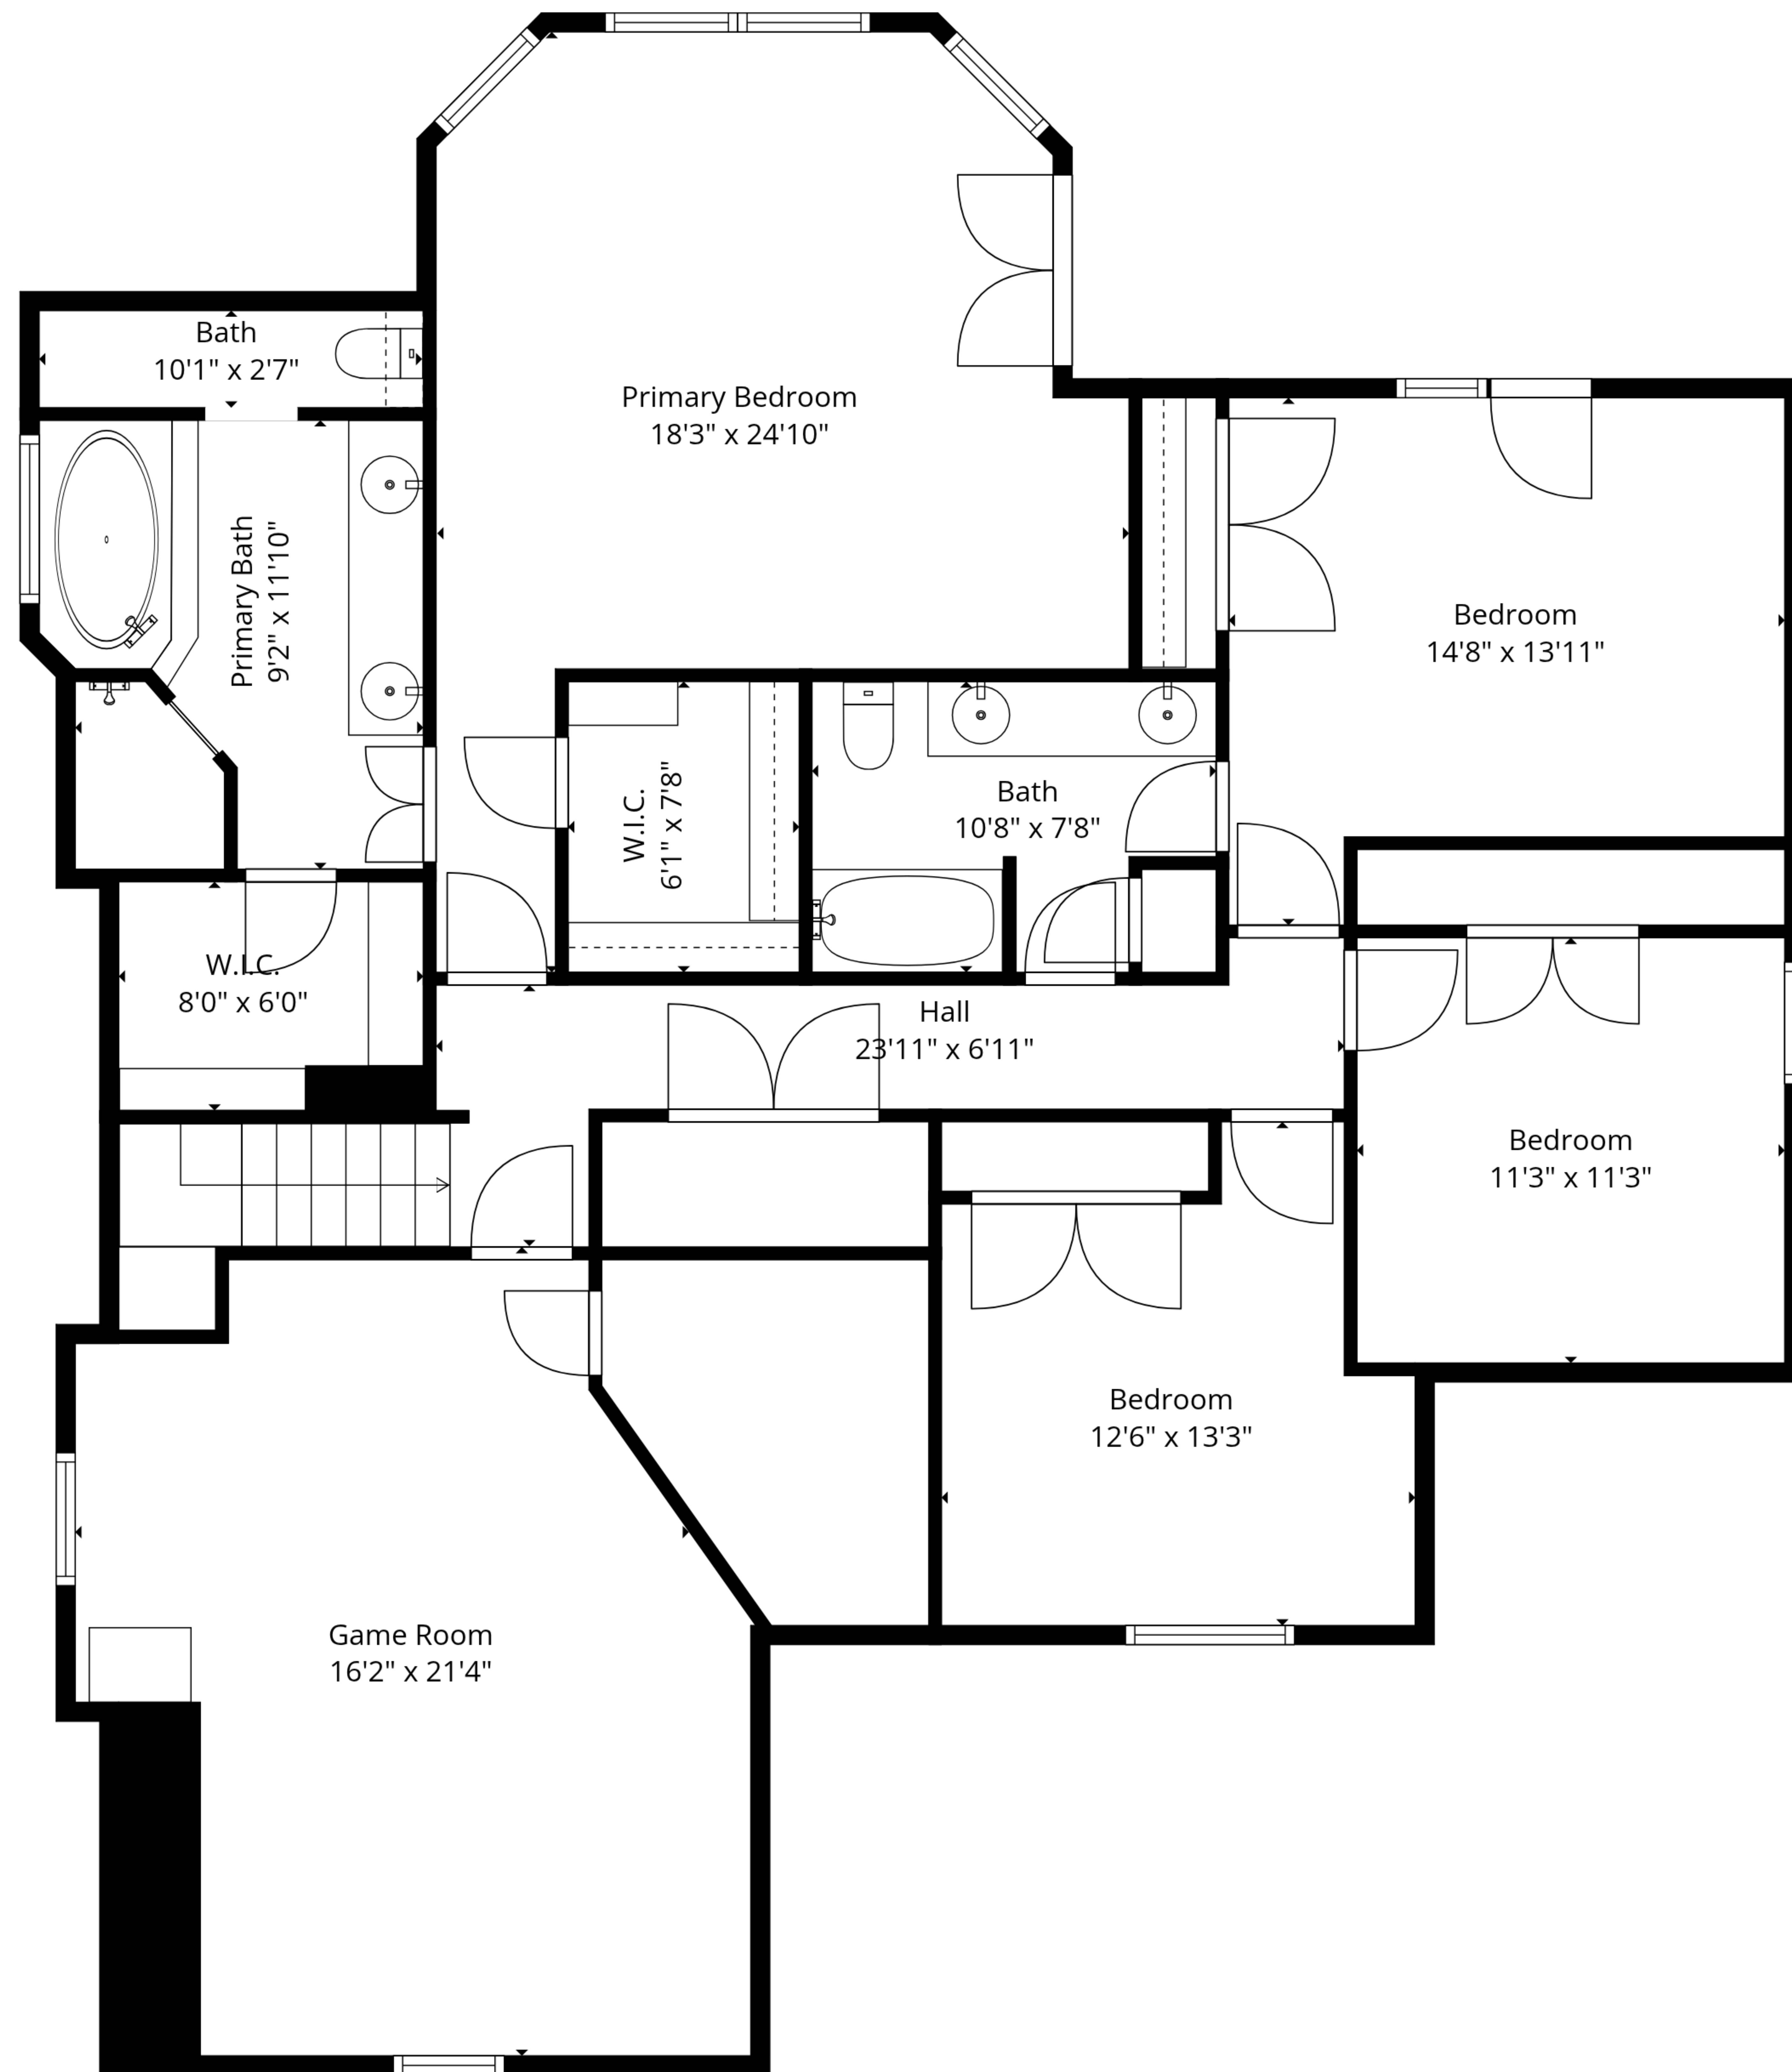 Bath
10'1" x 2'7"
Primary Bedroom
18'3" x 24'10"
Primary Bath
9'2" x 11'10"
Bedroom
14'8" x 13'11"
W.I.C.
6'1" x 7'8"
Bath
10'8" x 7'8"
W.I.C.
8'0" x 6'0"
Hall
23'11" x 6'11"
Bedroom
11'3" x 11'3"
Bedroom
12'6" x 13'3"
Game Room
16'2" x 21'4"